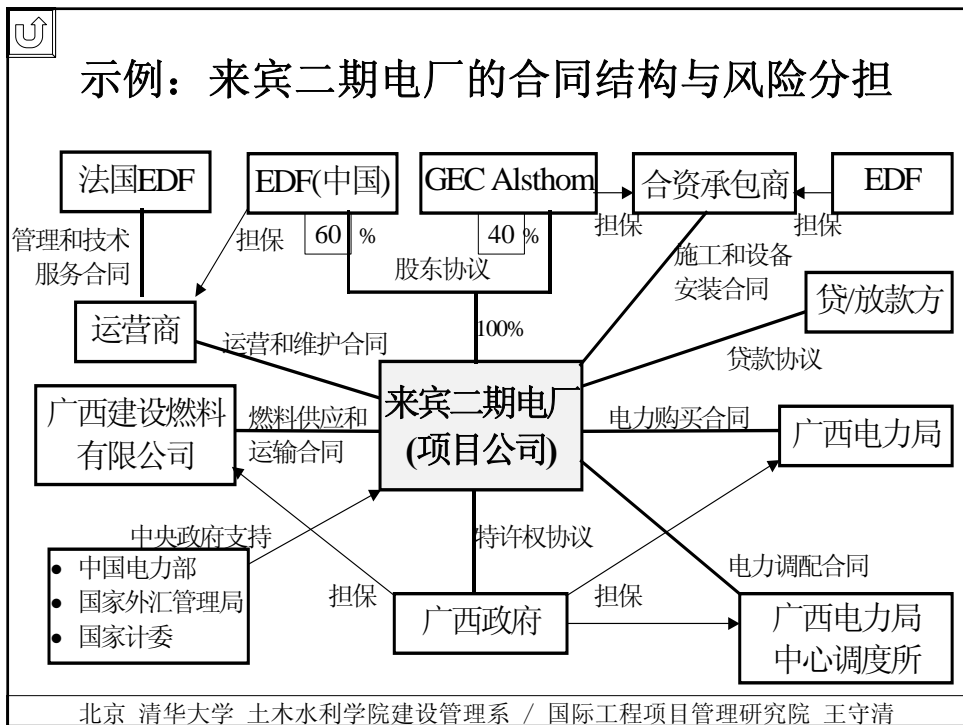 示例：来宾二期电厂的合同结构与风险分担
法国EDF
EDF(中国)
GEC Alsthom
合资承包商
EDF
管理和技术
服务合同
担保
60 %
40 %
担保
担保
股东协议
施工和设备
安装合同
运营商
100%
贷/放款方
运营和维护合同
贷款协议
广西建设燃料
有限公司
燃料供应和
运输合同
来宾二期电厂
(项目公司)
电力购买合同
广西电力局
中央政府支持
特许权协议
电力调配合同
• 中国电力部
• 国家外汇管理局
• 国家计委
担保
广西政府
担保
广西电力局
中心调度所
北京 清华大学 土木水利学院建设管理系 / 国际工程项目管理研究院 王守清